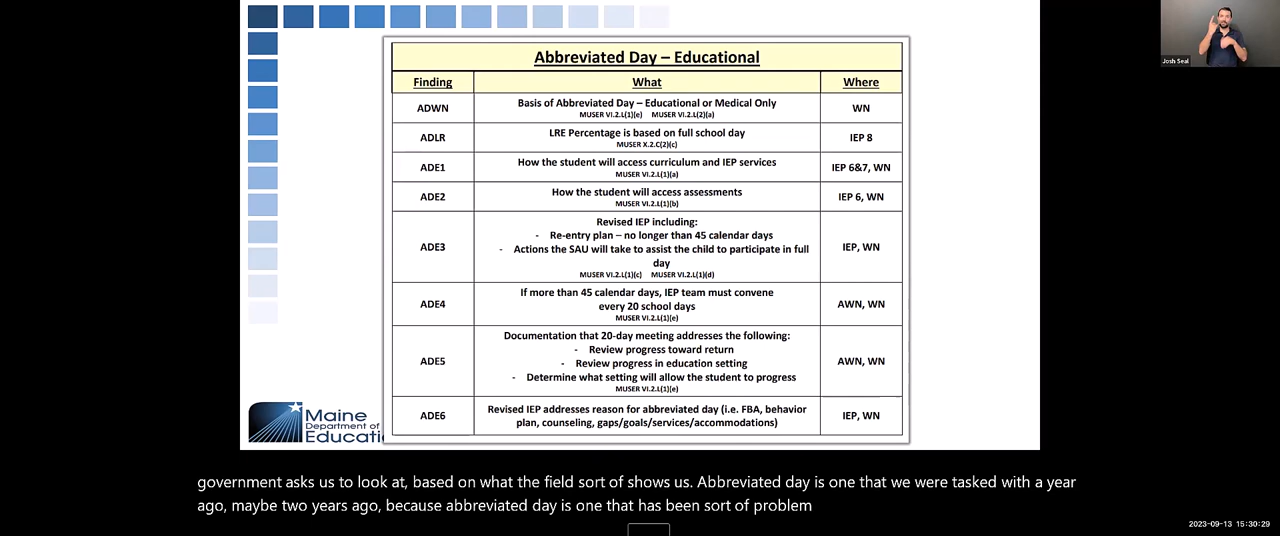 Josh Seal
Abbreviated Day – Educational
Finding What Where
ADWN Basis of Abbreviated Day – Educational or Medical Only WN
MUSER VI.2.L(1)(e) MUSER VI.2.L(2)(a)
ADLR LRE Percentage is based on full school day IEP 8
MUSER X.2.C(2)(c)
ADE1 How the student will access curriculum and IEP services IEP 6&7, WN
MUSER VI.2.L(1)(a)
ADE2 How the student will access assessments IEP 6, WN
MUSER VI.2.L(1)(b)
Revised IEP including:
- Re-entry plan – no longer than 45 calendar days
ADE3 - Actions the SAU will take to assist the child to participate in full IEP, WN
day
MUSER VI.2.L(1)(c) MUSER VI.2.L(1)(d)
If more than 45 calendar days, IEP team must convene
ADE4 every 20 school days AWN, WN
MUSER VI.2.L(1)(e)
Documentation that 20-day meeting addresses the following:
- Review progress toward return
ADE5 - Review progress in education setting AWN, WN
- Determine what setting will allow the student to progress
MUSER VI.2.L(1)(e)
ADE6 Revised IEP addresses reason for abbreviated day (i.e. FBA, behavior IEP, WN
plan, counseling, gaps/goals/services/accommodations)
Maine
Department of
Educati
government asks us to look at, based on what the field sort of shows us. Abbreviated day is one that we were tasked with a year
ago, maybe two years ago, because abbreviated day is one that has been sort of problem
2023-09-13 15:30:29